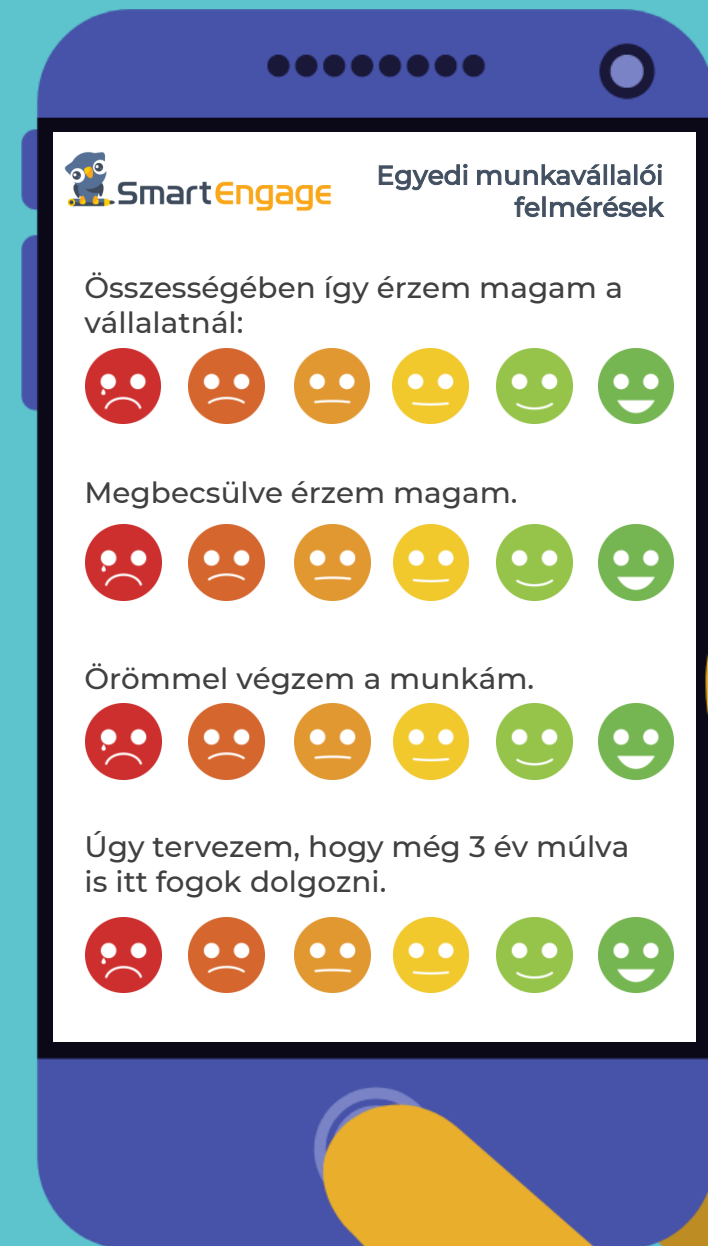 SmartEngage
Egyedi munkavállalói
felmérések
Összességében így érzem magam a
vállalatnál:
Megbecsülve érzem magam.
Örömmel végzem a munkám.
Úgy tervezem, hogy még 3 év múlva
is itt fogok dolgozni.